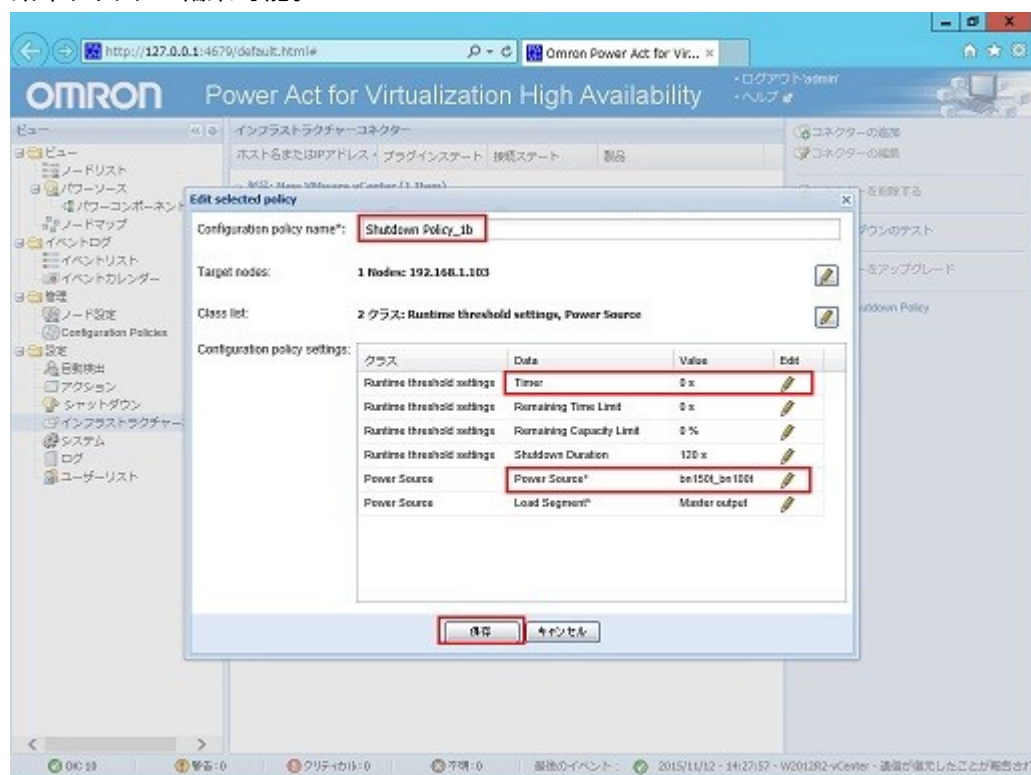 http://127.0.0.1:4679/default.html#
Omron Power Act for Vir... ×
OMRON Power Act for Virtualization High Availability
・ログアウト'admin'
・ヘルプ
ビュー
インフラストラクチャーコネクター
コネクターの追加
ホスト名またはIPアドレス プラグインステート 接続ステート 製品
コネクターの編集
ビュー
ノードリスト
パワーソース
製品: New VMware vCenter (1 Item)
を削除する
パワーコンポーネント
ノードマップ
ダウンのテスト
イベントログ
イベントリスト
イベントカレンダー
ーをアップグレード
管理
ノード設定
Configuration Policies
Shutdown Policy
設定
自動検出
アクション
シャットダウン
インフラストラクチャー
システム
ログ
ユーザーリスト
Edit selected policy
Configuration policy name*: Shutdown Policy_1b
Target nodes: 1 Nodes: 192.168.1.103
Class list: 2 クラス: Runtime threshold settings, Power Source
Configuration policy settings:
クラス Data Value Edit
Runtime threshold settings Timer 0 s
Runtime threshold settings Remaining Time Limit 0 s
Runtime threshold settings Remaining Capacity Limit 0 %
Runtime threshold settings Shutdown Duration 120 s
Power Source Power Source* bn150t_bn100t
Power Source Load Segment* Master output
保存 キャンセル
OK: 10 警告:0 クリティカル:0 不明:0 最後のイベント: 2015/11/12 - 14:27:57 - W2012R2-vCenter - 通信が復元したことが報告さ